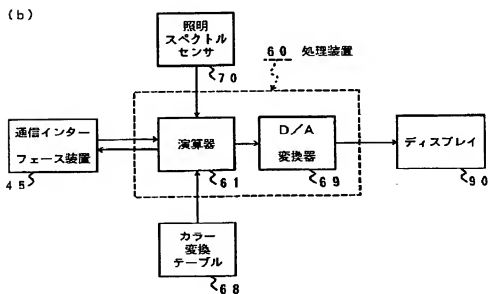 (b)
照明
スペクトル
センサ
70
60 処理装置
通信インター
フェース装置
45
演算器
61
D/A
変換器
69
ディスプレイ
90
カラー
変換
テーブル
68